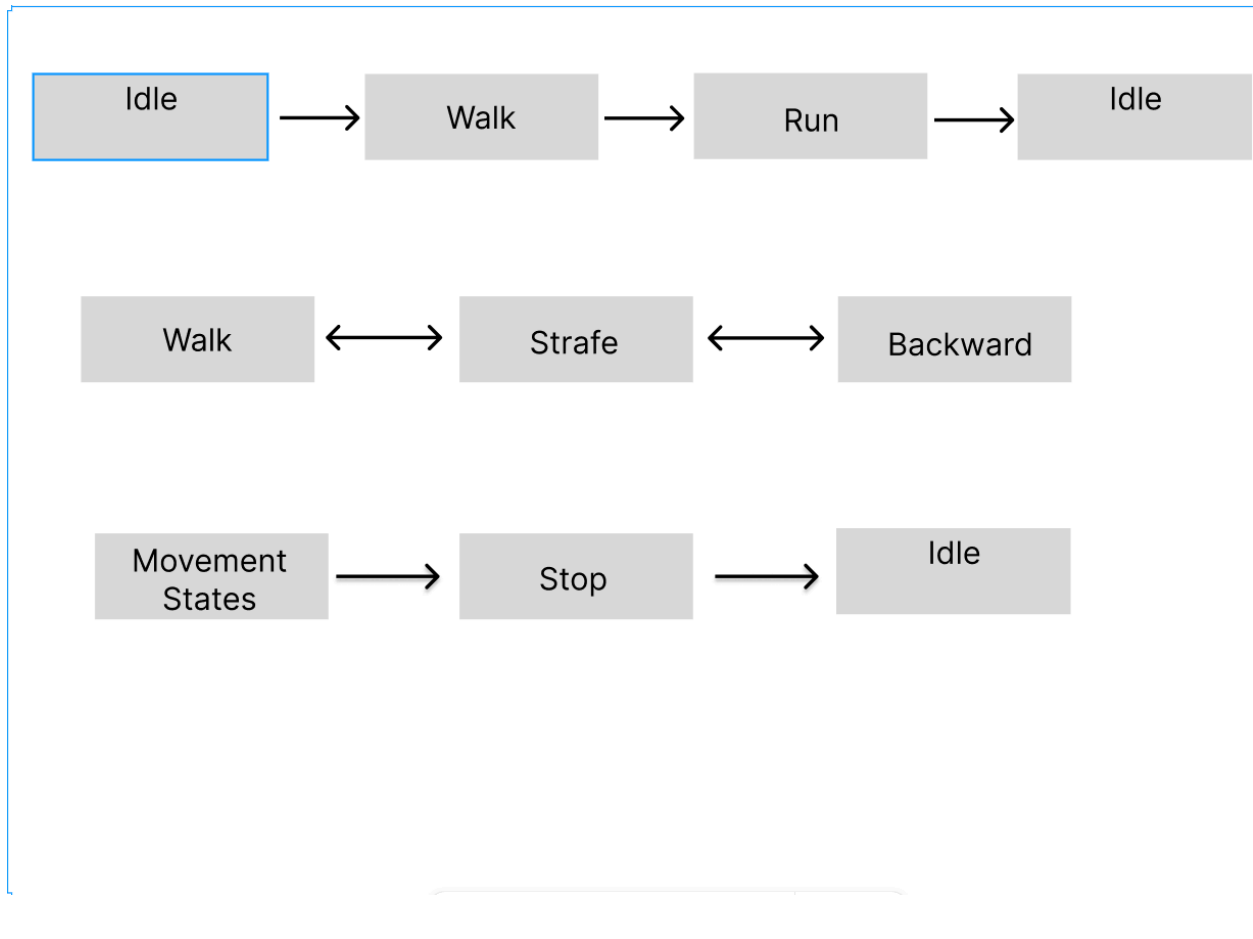 Idle
Walk
Run
Idle
Walk
Strafe
Backward
Movement
States
Stop
Idle